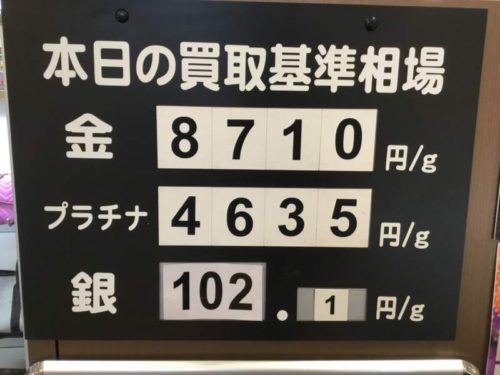 本日の買取基準相場
金 8710 円/g
プラチナ 4635 円/g
銀 102.1 円/g